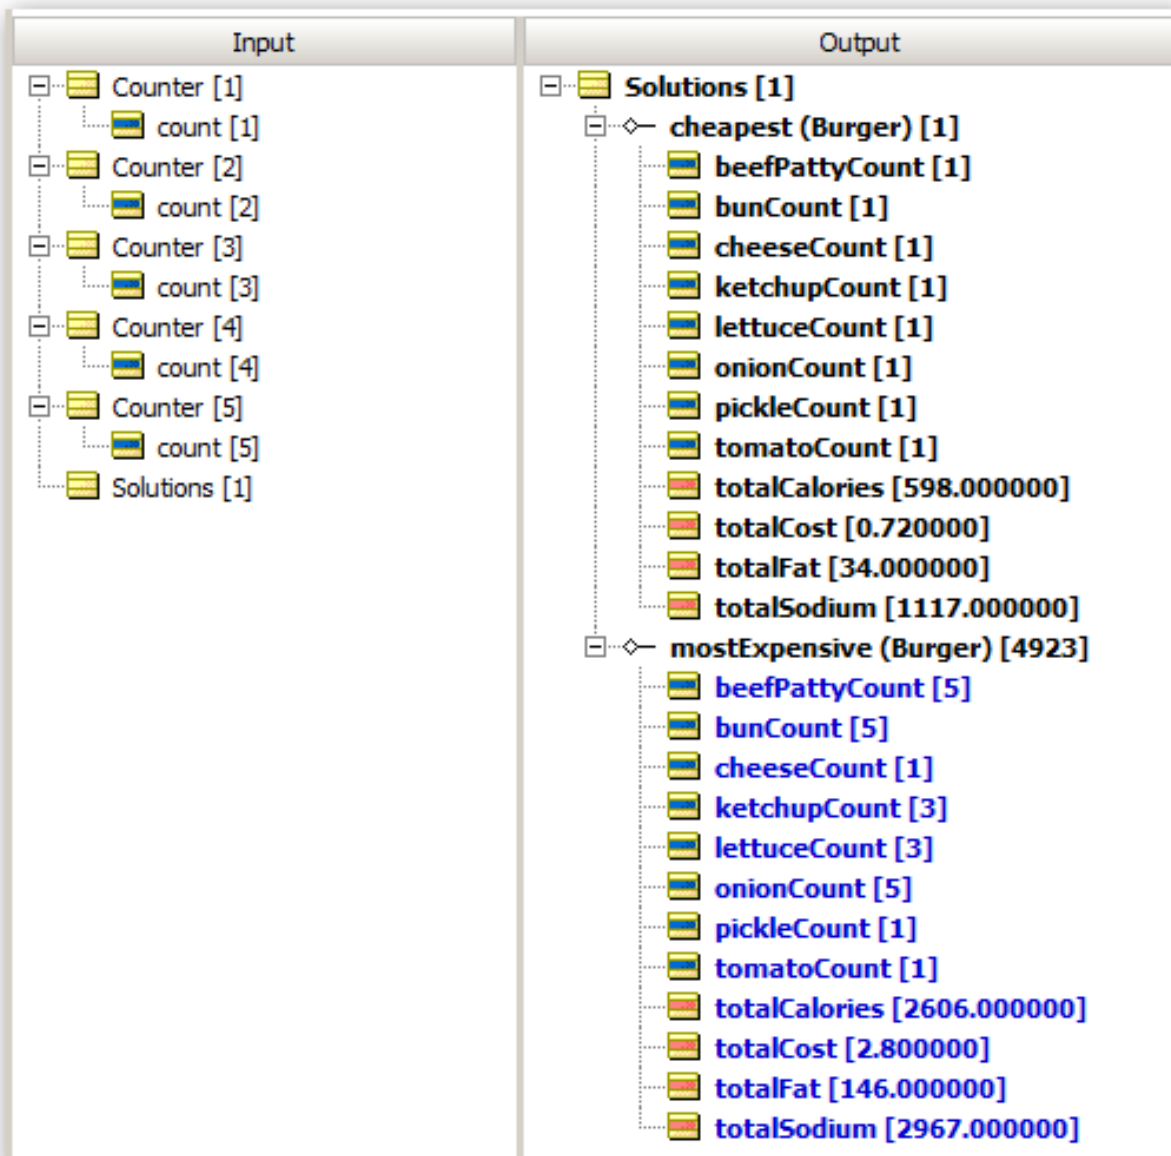 Input
Counter [1]
count [1]
Counter [2]
count [2]
Counter [3]
count [3]
Counter [4]
count [4]
Counter [5]
count [5]
Solutions [1]
Output
Solutions [1]
cheapest (Burger) [1]
beefPattyCount [1]
bunCount [1]
cheeseCount [1]
ketchupCount [1]
lettuceCount [1]
onionCount [1]
pickleCount [1]
tomatoCount [1]
totalCalories [598.000000]
totalCost [0.720000]
totalFat [34.000000]
totalSodium [1117.000000]
mostExpensive (Burger) [4923]
beefPattyCount [5]
bunCount [5]
cheeseCount [1]
ketchupCount [3]
lettuceCount [3]
onionCount [5]
pickleCount [1]
tomatoCount [1]
totalCalories [2606.000000]
totalCost [2.800000]
totalFat [146.000000]
totalSodium [2967.000000]